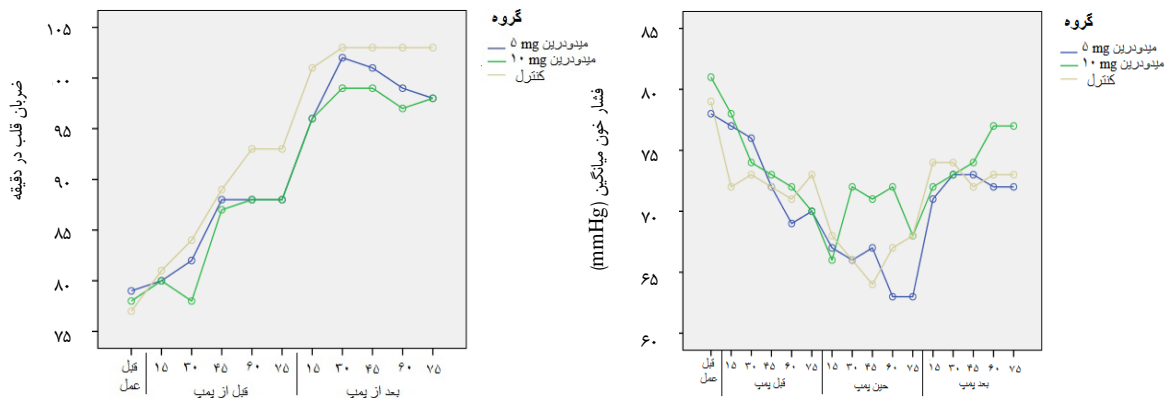 گروه
۵ mg میدودرین
۱۰ mg میدودرین
کنترل
ضربان قلب در دقیقه
۱۰۵
۱۰۰
۹۵
۹۰
۸۵
۸۰
۷۵
قبل عمل
۱۵ ۳۰ ۴۵ ۶۰ ۷۵
۱۵ ۳۰ ۴۵ ۶۰ ۷۵
قبل از پمپ
بعد از پمپ
گروه
۵ mg میدودرین
۱۰ mg میدودرین
کنترل
فشار خون میانگین (mmHg)
۸۵
۸۰
۷۵
۷۰
۶۵
۶۰
قبل عمل
۱۵ ۳۰ ۴۵ ۶۰ ۷۵
۱۵ ۳۰ ۴۵ ۶۰ ۷۵
۱۵ ۳۰ ۴۵ ۶۰ ۷۵
قبل پمپ
حین پمپ
بعد پمپ